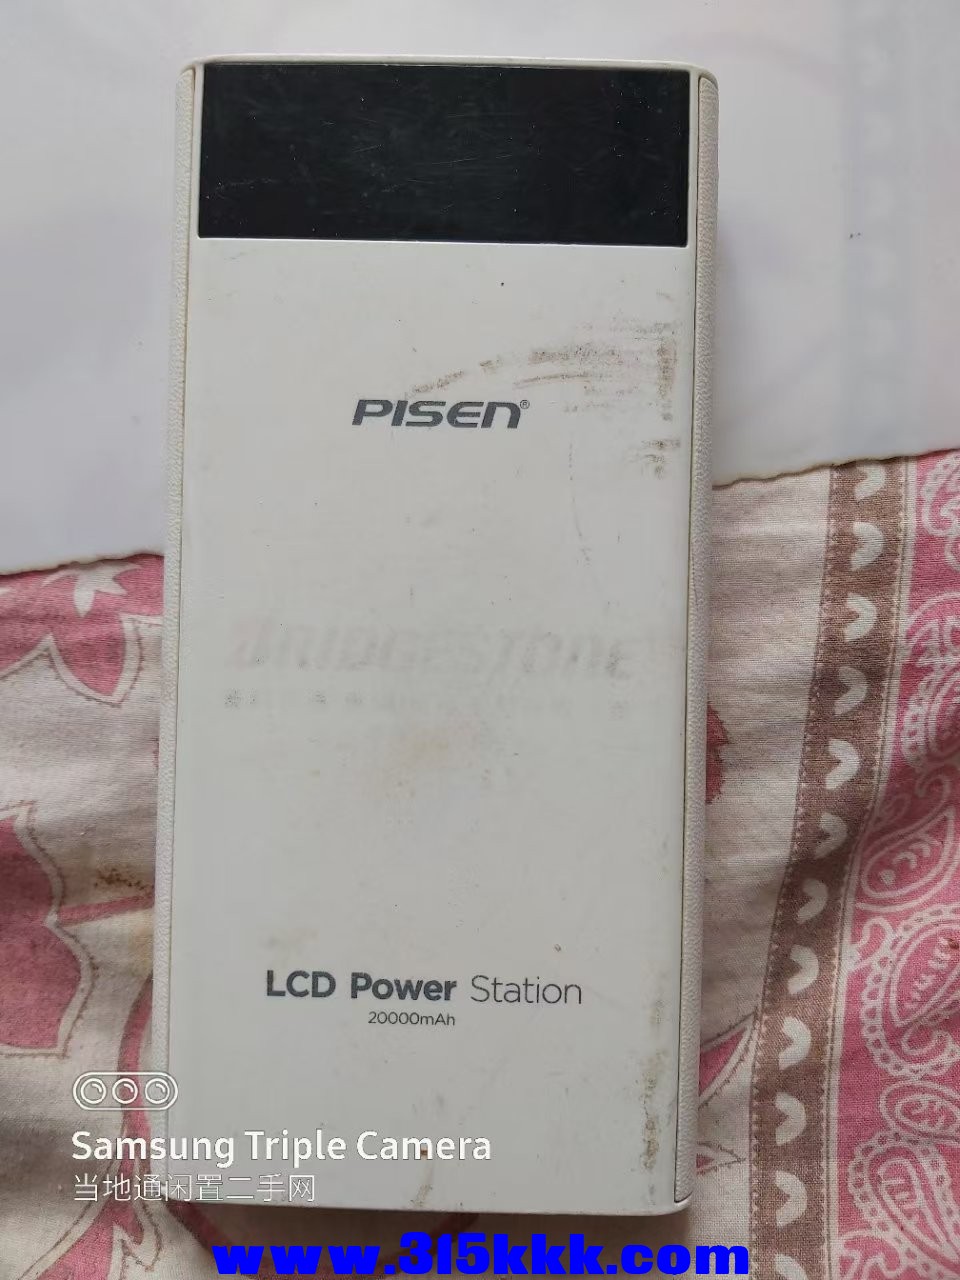 PISEN®
BRIDGESTONE
LCD Power Station
20000mAh
Samsung Triple Camera
当地通闲置二手网
www.315kkk.com